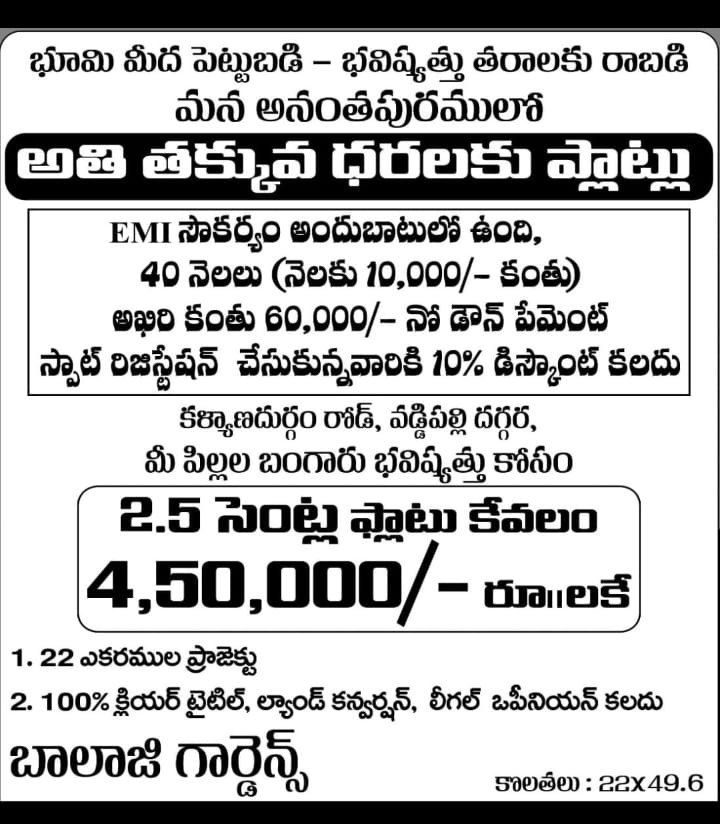 భూమి మీద పెట్టుబడి – భవిష్యత్తు తరాలకు రాబడి
మన అనంతపురములో
అతి తక్కువ ధరలకు ప్లాట్లు
EMI సౌకర్యం అందుబాటులో ఉంది,
40 నెలలు (నెలకు 10,000/– కంతు)
అఖిరి కంతు 60,000/– నో డౌన్ పేమెంట్
స్పాట్ రిజిస్టేషన్ చేసుకున్నవారికి 10% డిస్కౌంట్ కలదు
కళ్యాణదుర్గం రోడ్, వడ్డిపల్లి దగ్గర,
మీ పిల్లల బంగారు భవిష్యత్తు కోసం
2.5 సెంట్ల ఫ్లాటు కేవలం
4,50,000/– రూ॥లకే
1. 22 ఎకరముల ప్రాజెక్టు
2. 100% క్లియర్ టైటిల్, ల్యాండ్ కన్వర్షన్, లీగల్ ఒపీనియన్ కలదు
బాలాజి గార్డెన్స్
కొలతలు : 22X49.6